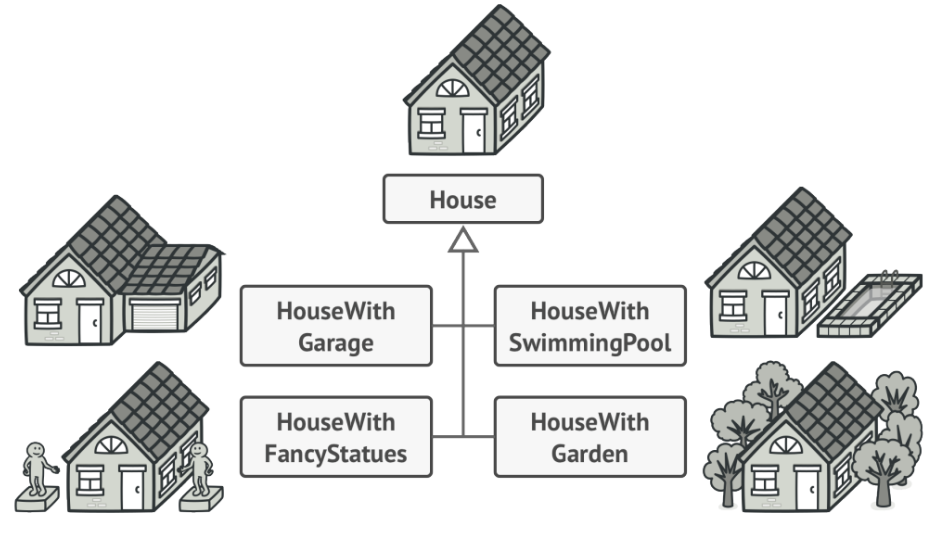 House
HouseWith
Garage
HouseWith
SwimmingPool
HouseWith
FancyStatues
HouseWith
Garden